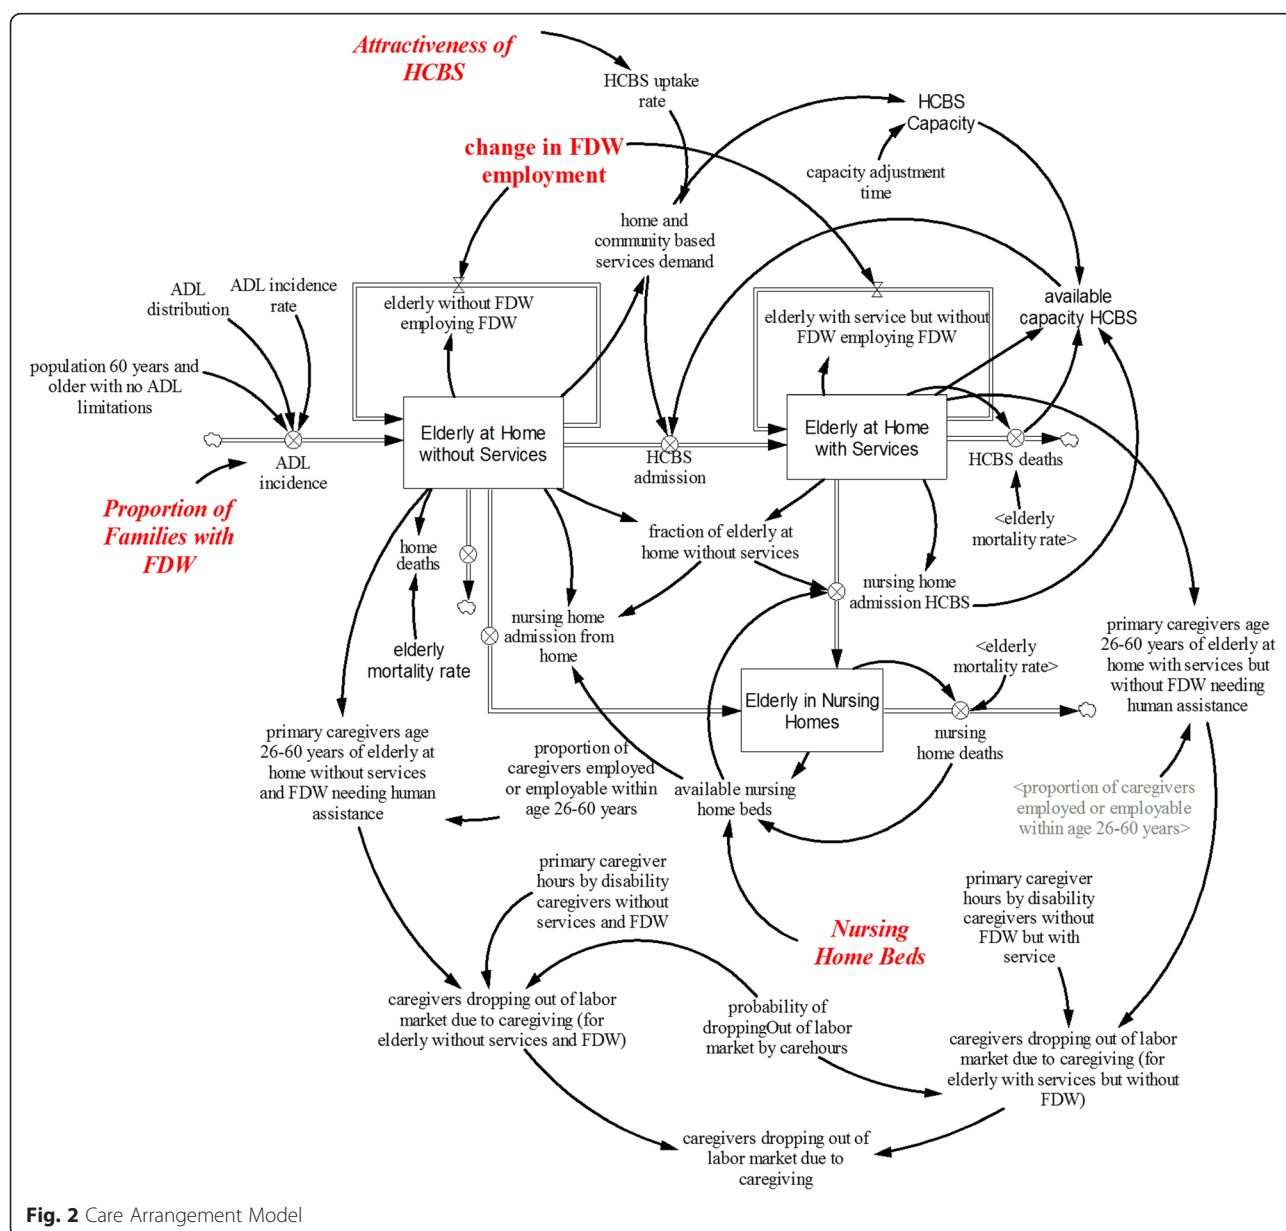 Attractiveness of
HCBS
HCBS uptake
rate
HCBS
Capacity
change in FDW
employment
capacity adjustment
time
home and
community based
services demand
ADL
distribution
ADL incidence
rate
elderly without FDW
employing FDW
elderly with service but without
FDW employing FDW
available
capacity HCBS
population 60 years and
older with no ADL
limitations
Elderly at Home
without Services
Elderly at Home
with Services
ADL
incidence
HCBS
admission
HCBS deaths
Proportion of
Families with
FDW
<elderly
mortality rate>
fraction of elderly at
home without services
home
deaths
nursing home
admission HCBS
nursing home
admission from
home
elderly
mortality rate
<elderly
mortality rate>
primary caregivers age
26-60 years of elderly at
home with services but
without FDW needing
human assistance
Elderly in Nursing
Homes
nursing
home deaths
primary caregivers age
26-60 years of elderly at
home without services
and FDW needing human
assistance
proportion of
caregivers employed
or employable within
age 26-60 years
available nursing
home beds
<proportion of caregivers
employed or employable
within age 26-60 years>
primary caregiver
hours by disability
caregivers without
services and FDW
primary caregiver
hours by disability
caregivers without
FDW but with
service
Nursing
Home Beds
caregivers dropping out of labor
market due to caregiving (for
elderly without services and FDW)
probability of
droppingOut of labor
market by carehours
caregivers dropping out of labor
market due to caregiving (for
elderly with services but without
FDW)
caregivers dropping out of
labor market due to
caregiving
Fig. 2 Care Arrangement Model